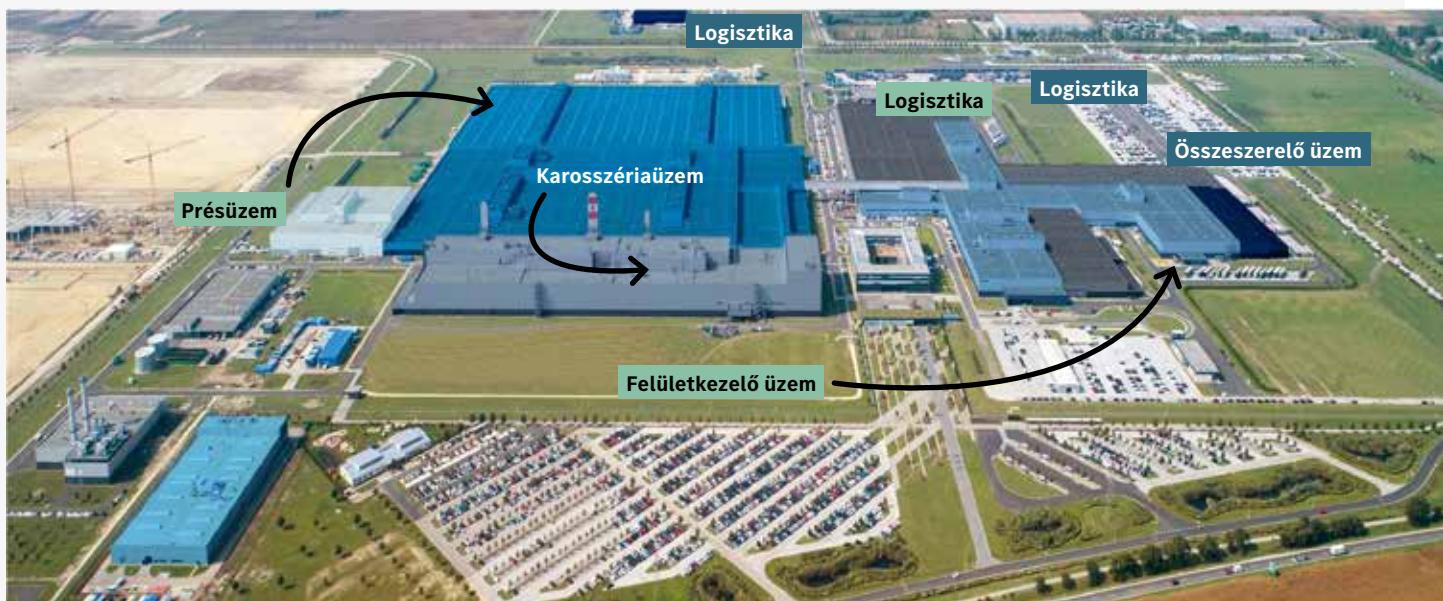 Logisztika
Logisztika
Logisztika
Összeszerelő üzem
Karosszériaüzem
Présüzem
Felületkezelő üzem